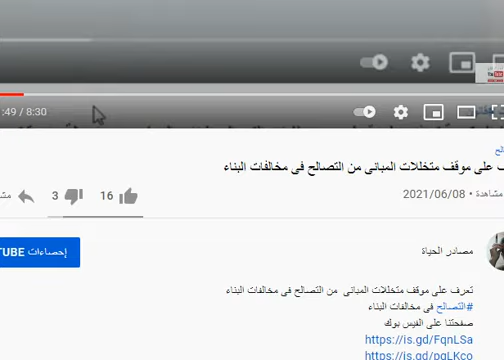 :49 / 8:30
ف على موقف متخللات المبانى من التصالح فى مخالفات البناء
مشاهدة • 2021/06/08
16
3
مصادر الحياة
إحصاءات TUBE
تعرف على موقف متخللات المبانى من التصالح فى مخالفات البناء
#التصالح فى مخالفات البناء
صفحتنا على الفيس بوك
https://is.gd/FqnLSa
https://is.gd/pgLKco